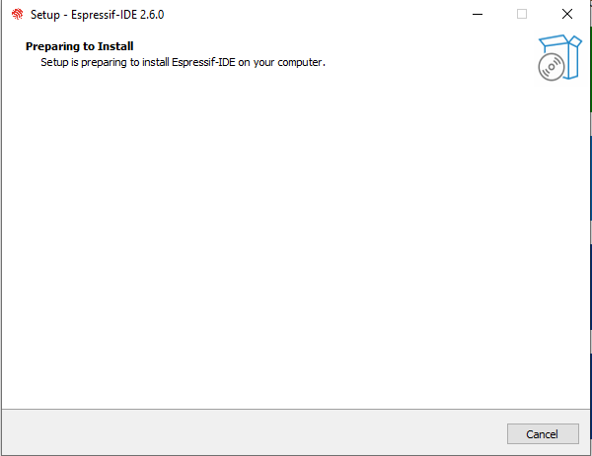 Setup - Espressif-IDE 2.6.0
Preparing to Install
Setup is preparing to install Espressif-IDE on your computer.
Cancel